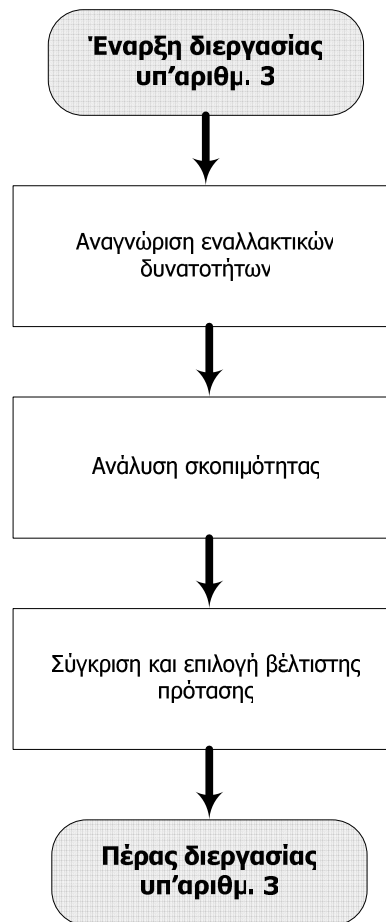 Έναρξη διεργασίας
υπ’αριθμ. 3
Αναγνώριση εναλλακτικών
δυνατοτήτων
Ανάλυση σκοπιμότητας
Σύγκριση και επιλογή βέλτιστης
πρότασης
Πέρας διεργασίας
υπ’αριθμ. 3